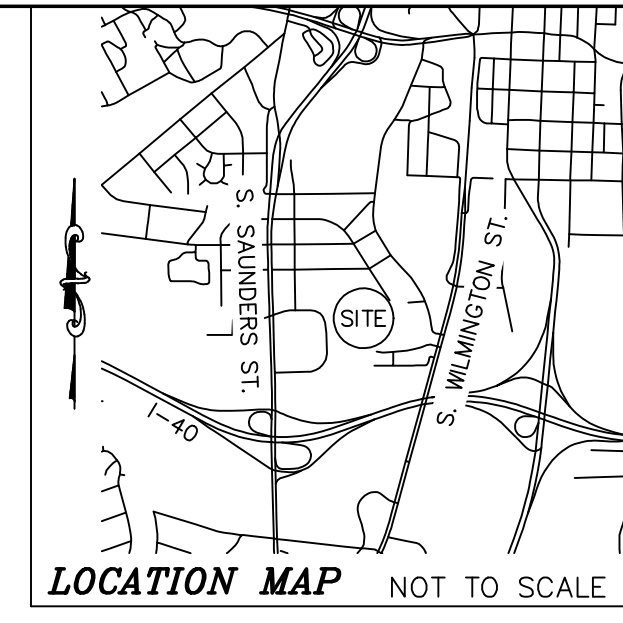 S. SAUNDERS ST.
S. WILMINGTON ST.
SITE
I-40
LOCATION MAP NOT TO SCALE